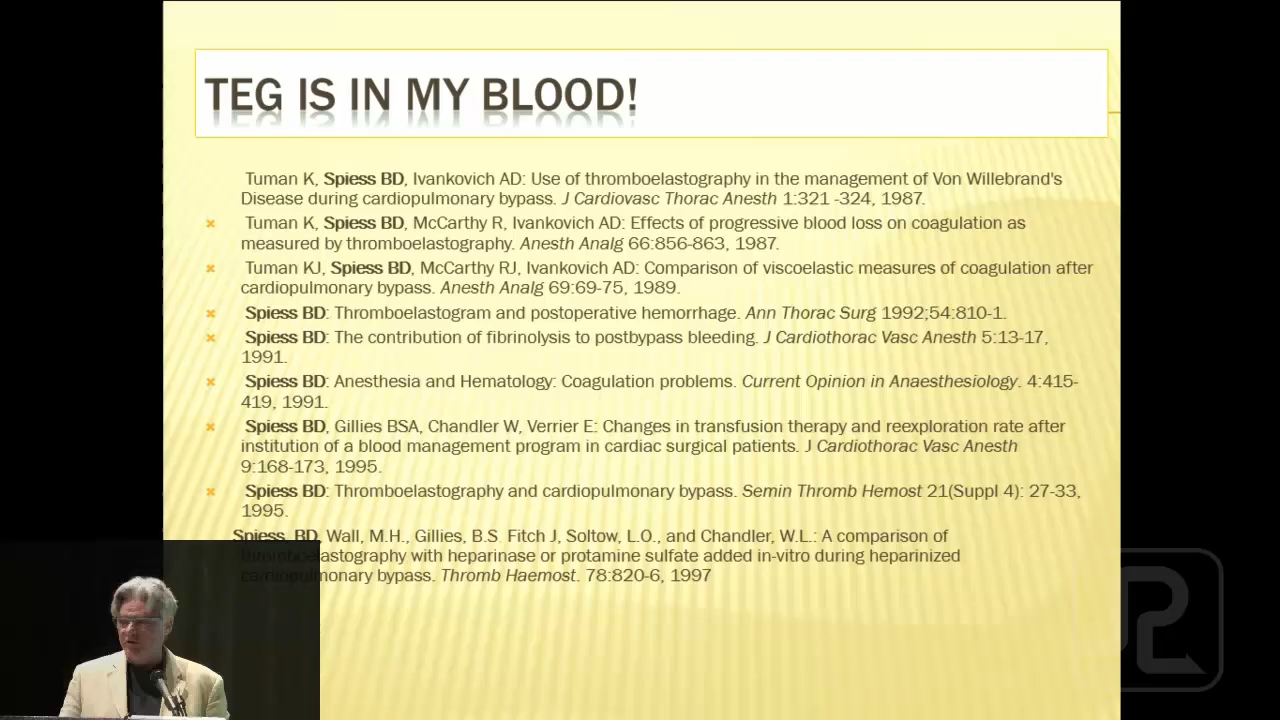 TEG IS IN MY BLOOD!
Tuman K, Spiess BD, Ivankovich AD: Use of thromboelastography in the management of Von Willebrand's
Disease during cardiopulmonary bypass. J Cardiovasc Thorac Anesth 1:321 -324, 1987.
Tuman K, Spiess BD, McCarthy R, Ivankovich AD: Effects of progressive blood loss on coagulation as
measured by thromboelastography. Anesth Analg 66:856-863, 1987.
Tuman KJ, Spiess BD, McCarthy RJ, Ivankovich AD: Comparison of viscoelastic measures of coagulation after
cardiopulmonary bypass. Anesth Analg 69:69-75, 1989.
Spiess BD: Thromboelastogram and postoperative hemorrhage. Ann Thorac Surg 1992;54:810-1.
Spiess BD: The contribution of fibrinolysis to postbypass bleeding. J Cardiothorac Vasc Anesth 5:13-17,
1991.
Spiess BD: Anesthesia and Hematology: Coagulation problems. Current Opinion in Anaesthesiology. 4:415-
419, 1991.
Spiess BD, Gillies BSA, Chandler W, Verrier E: Changes in transfusion therapy and reexploration rate after
institution of a blood management program in cardiac surgical patients. J Cardiothorac Vasc Anesth
9:168-173, 1995.
Spiess BD: Thromboelastography and cardiopulmonary bypass. Semin Thromb Hemost 21(Suppl 4): 27-33,
1995.
Spiess, BD, Wall, M.H., Gillies, B.S. Fitch J, Soltow, L.O., and Chandler, W.L.: A comparison of
thromboelastography with heparinase or protamine sulfate added in-vitro during heparinized
cardiopulmonary bypass. Thromb Haemost. 78:820-6, 1997